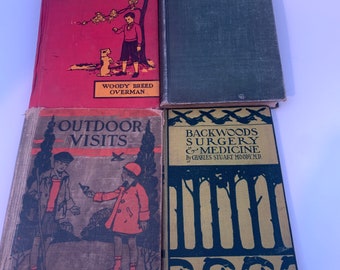 WOODY BREED
OVERMAN
OUTDOOR
VISITS
BACKWOODS
SURGERY
& MEDICINE
By CHARLES STUART MOODY, M.D.